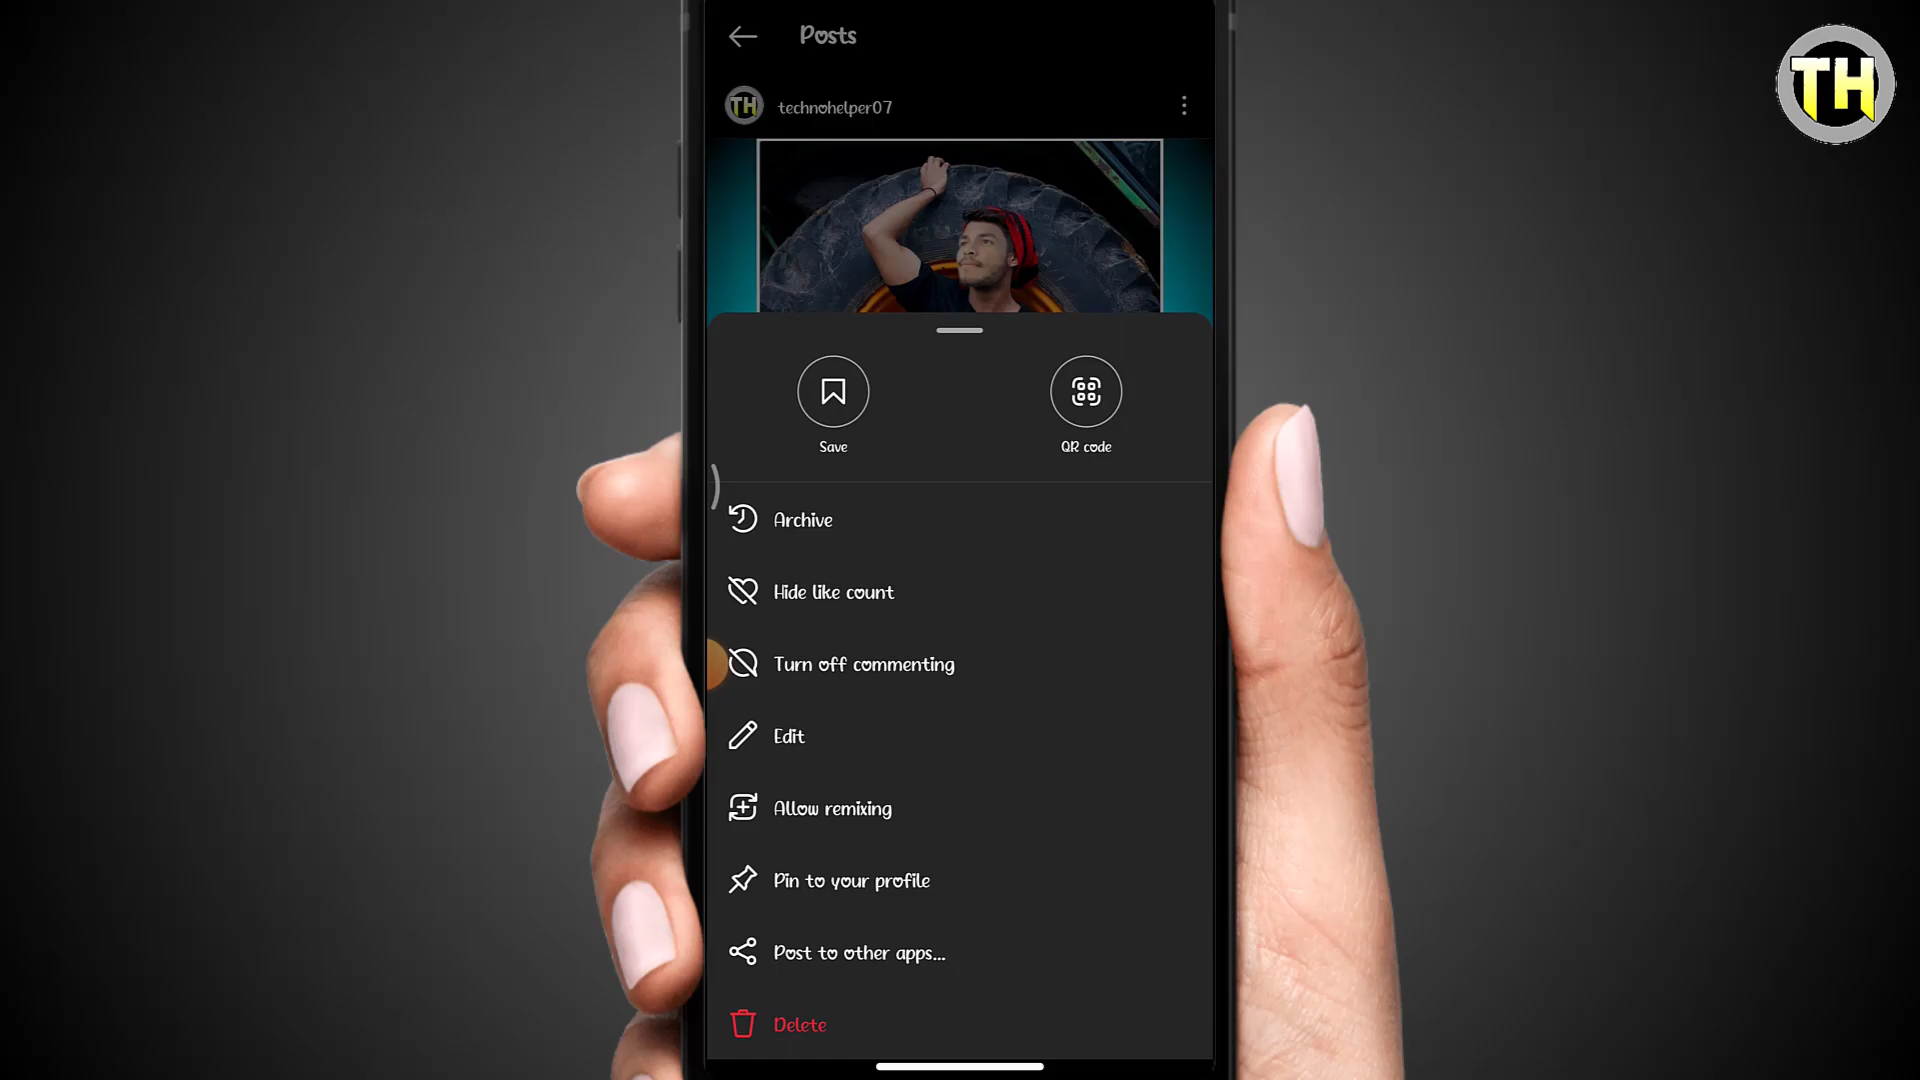 Posts
TH
TH technohelper07
Save
QR code
Archive
Hide like count
Turn off commenting
Edit
Allow remixing
Pin to your profile
Post to other apps...
Delete